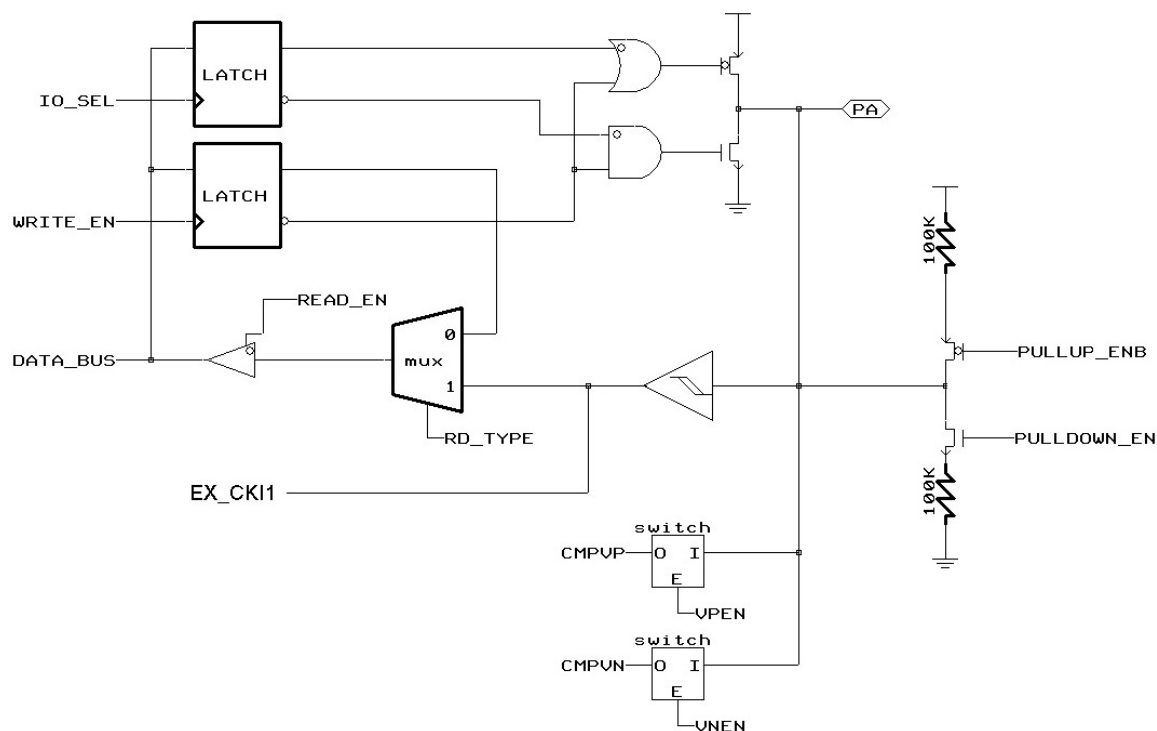 LATCH
IO_SEL
PA
LATCH
WRITE_EN
100K
READ_EN
0
DATA_BUS
mux
PULLUP_ENB
1
RD_TYPE
PULLDOWN_EN
EX_CKI1
100K
switch
CMPVP
O I
E
VPEN
switch
CMPVN
O I
E
VNEN